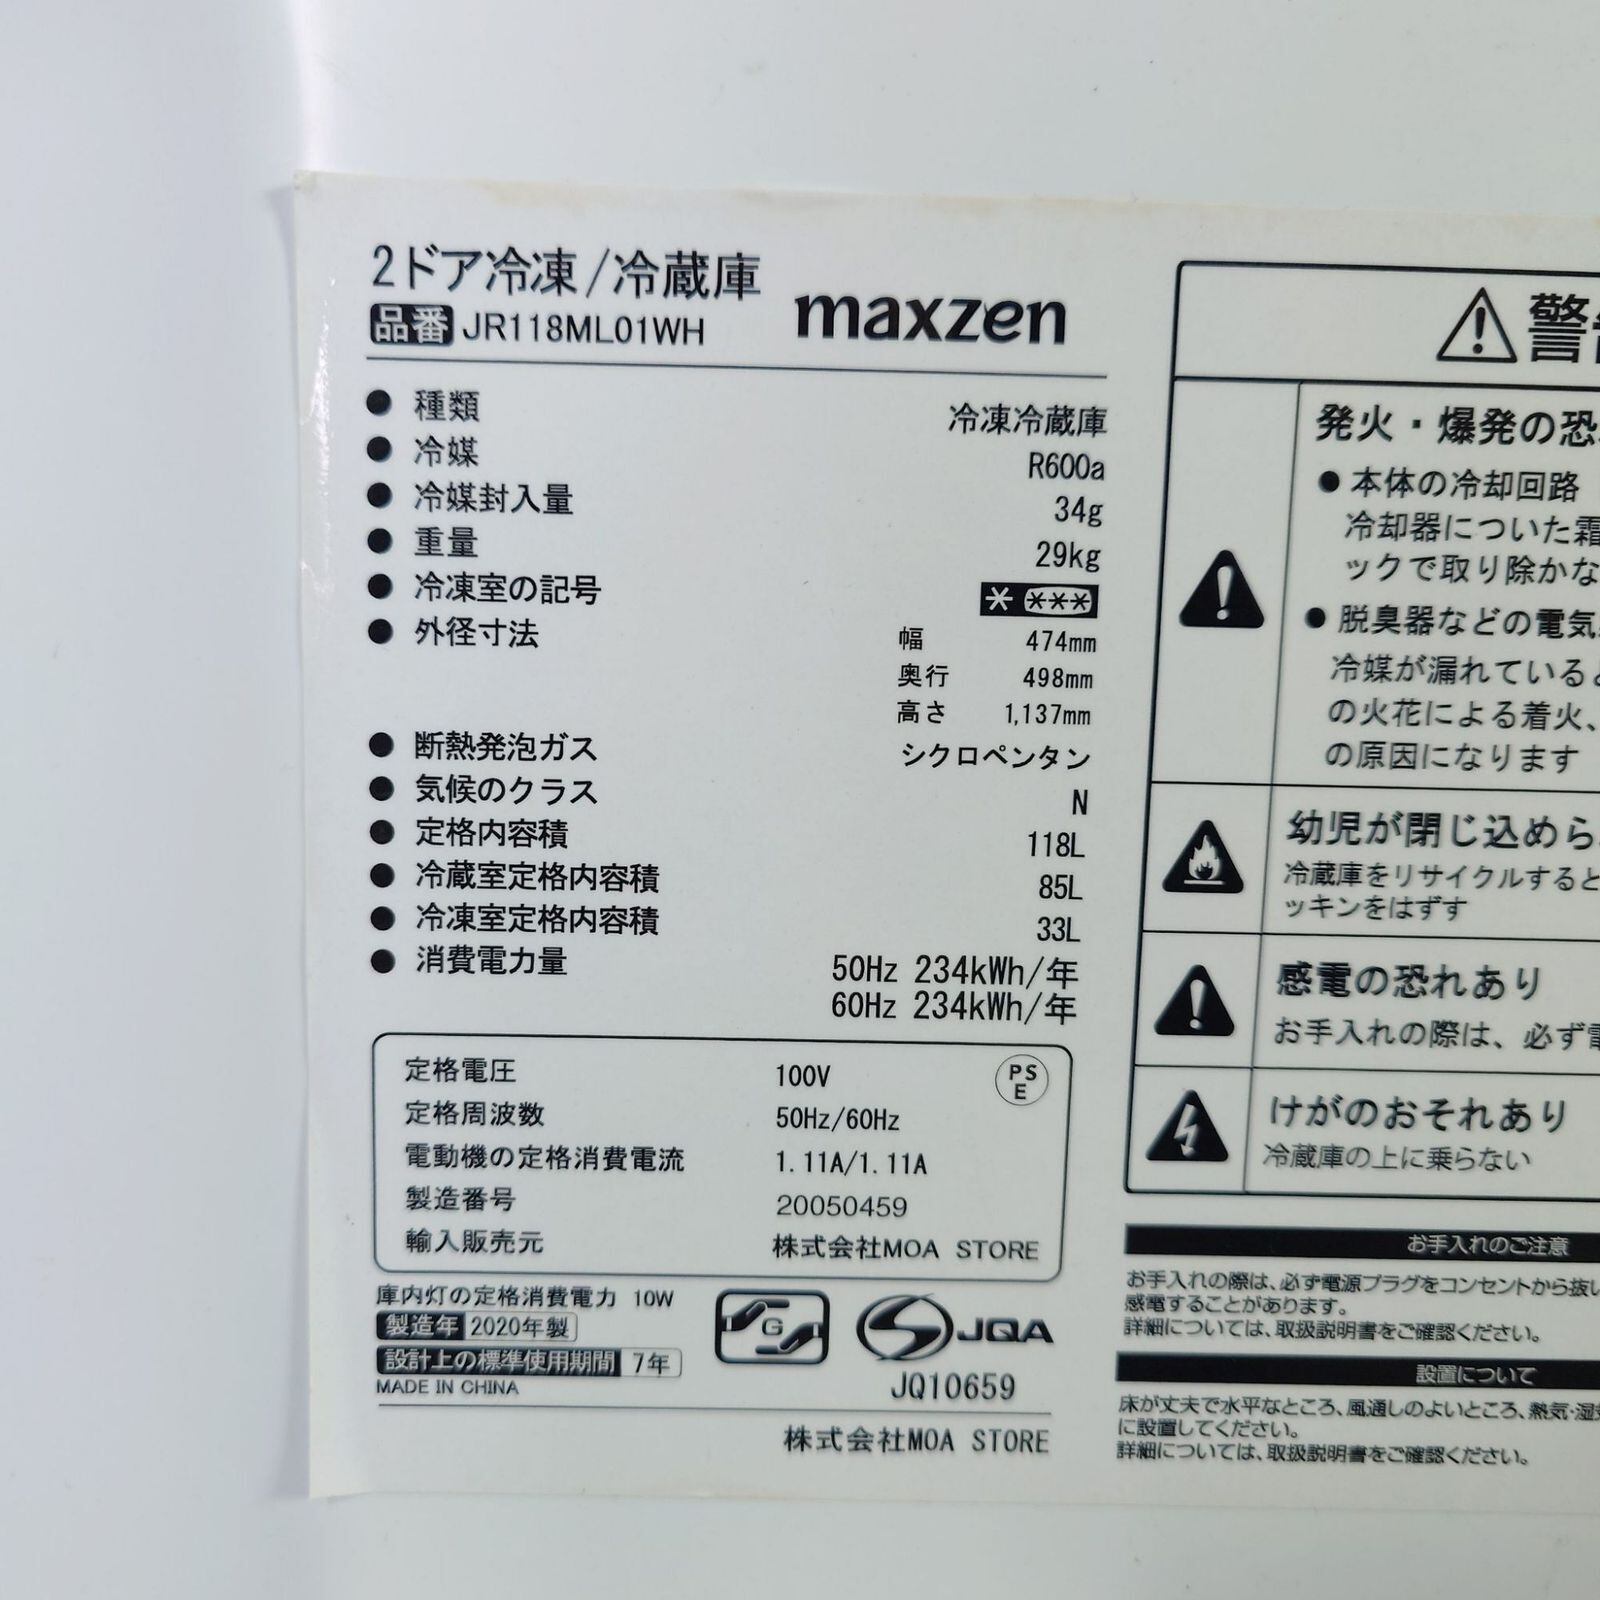 2ドア冷凍/冷蔵庫
品番 JR118ML01WH
maxzen
● 種類 冷凍冷蔵庫
● 冷媒 R600a
● 冷媒封入量 34g
● 重量 29kg
● 冷凍室の記号 * ***
● 外径寸法 幅 474mm
奥行 498mm
高さ 1,137mm
● 断熱発泡ガス シクロペンタン
● 気候のクラス N
● 定格内容積 118L
● 冷蔵室定格内容積 85L
● 冷凍室定格内容積 33L
● 消費電力量 50Hz 234kWh/年
60Hz 234kWh/年
定格電圧 100V
PS
E
定格周波数 50Hz/60Hz
電動機の定格消費電流 1.11A/1.11A
製造番号 20050459
輸入販売元 株式会社MOA STORE
庫内灯の定格消費電力 10W
製造年 2020年製
設計上の標準使用期間 7年
MADE IN CHINA
G
JQA
JQ10659
株式会社MOA STORE
警
発火・爆発の恐
● 本体の冷却回路
冷却器についた霜
ックで取り除かな
● 脱臭器などの電気
冷媒が漏れていると
の火花による着火、
の原因になります
幼児が閉じ込めら
冷蔵庫をリサイクルすると
ッキンをはずす
感電の恐れあり
お手入れの際は、必ず電
けがのおそれあり
冷蔵庫の上に乗らない
お手入れのご注意
お手入れの際は、必ず電源プラグをコンセントから抜い
感電することがあります。
詳細については、取扱説明書をご確認ください。
設置について
床が丈夫で水平なところ、風通しのよいところ、熱気・湿気
に設置してください。
詳細については、取扱説明書をご確認ください。